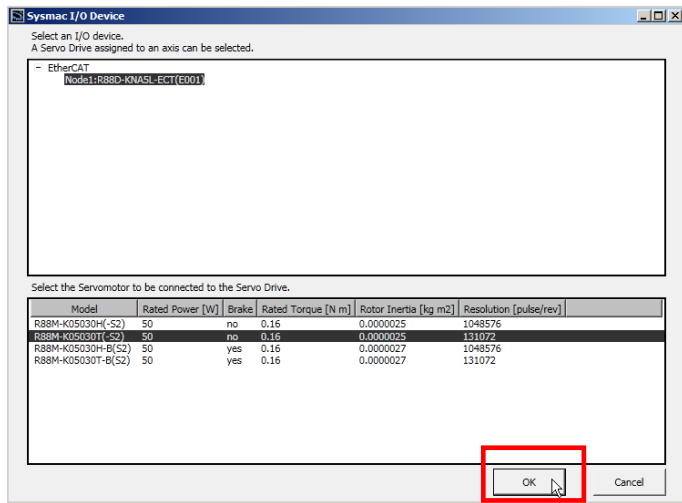 Sysmac I/O Device
Select an I/O device.
A Servo Drive assigned to an axis can be selected.
− EtherCAT
Node1:R88D-KNA5L-ECT(E001)
Select the Servomotor to be connected to the Servo Drive.
Model Rated Power [W] Brake Rated Torque [N m] Rotor Inertia [kg m2] Resolution [pulse/rev]
R88M-K05030H(-S2) 50 no 0.16 0.0000025 1048576
R88M-K05030T(-S2) 50 no 0.16 0.0000025 131072
R88M-K05030H-B(S2) 50 yes 0.16 0.0000027 1048576
R88M-K05030T-B(S2) 50 yes 0.16 0.0000027 131072
OK Cancel